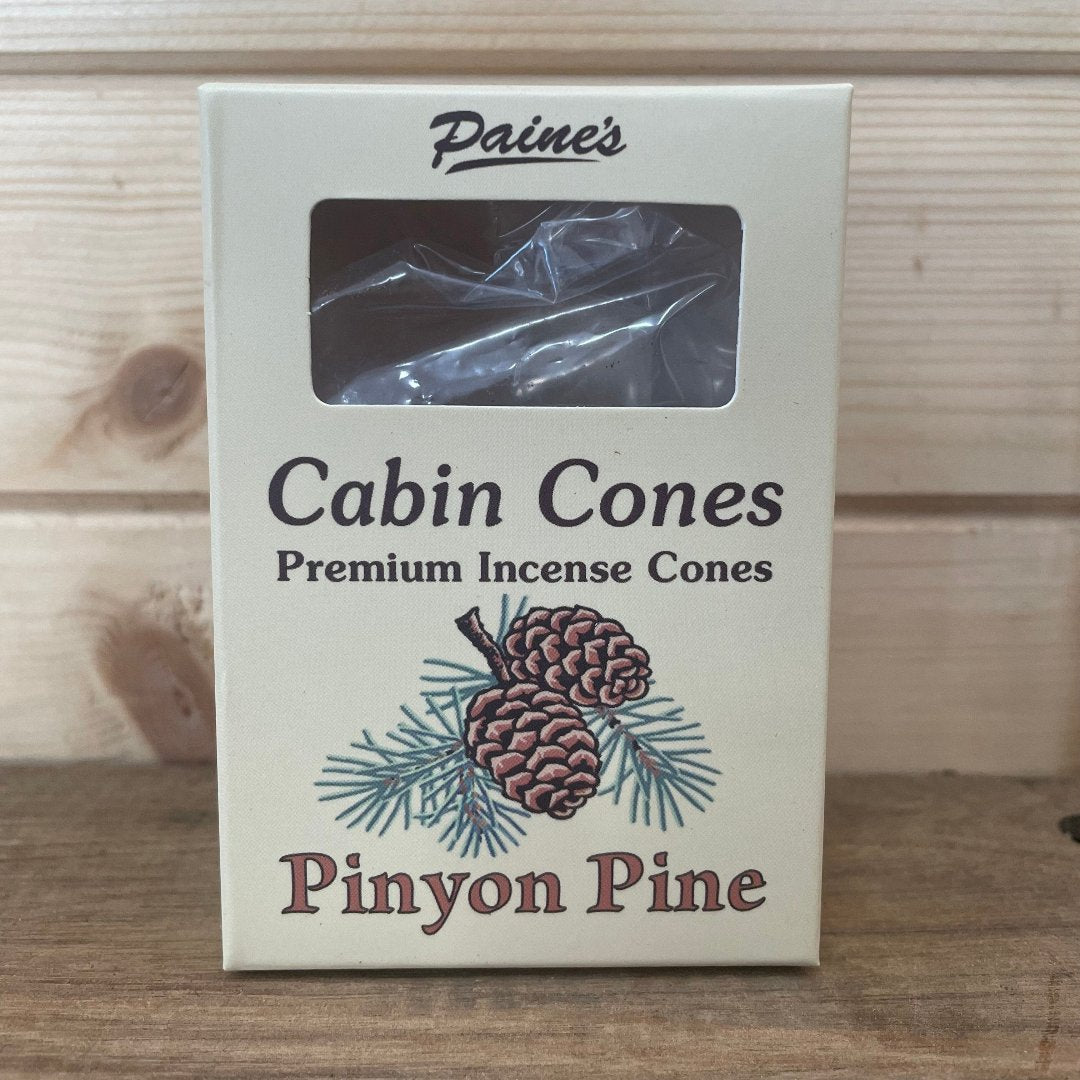 Paine's
Cabin Cones
Premium Incense Cones
Pinyon Pine